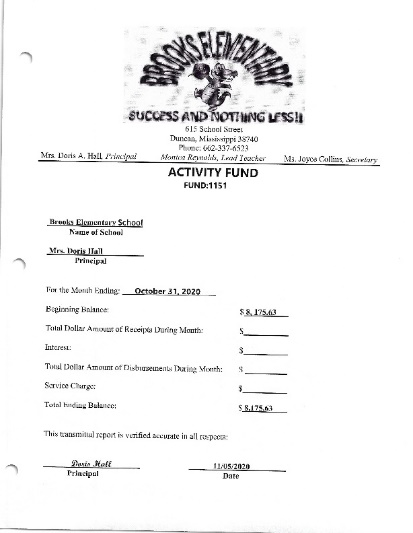 BROOKS ELEMENTARY
SUCCESS AND NOTHING LESS!!
615 School Street
Duncan, Mississippi 38740
Phone: 662-337-6523
Mrs. Doris A. Hall, Principal Monica Reynolds, Lead Teacher Ms. Joyce Collins, Secretary
ACTIVITY FUND
FUND:1151
Brooks Elementary School
Name of School
Mrs. Doris Hall
Principal
For the Month Ending: October 31, 2020
Beginning Balance: $ 8,175.63
Total Dollar Amount of Receipts During Month: $
Interest: $
Total Dollar Amount of Disbursements During Month: $
Service Charge: $
Total Ending Balance: $ 8,175.63
This transmittal report is verified accurate in all respects:
Doris Hall 11/05/2020
Principal Date